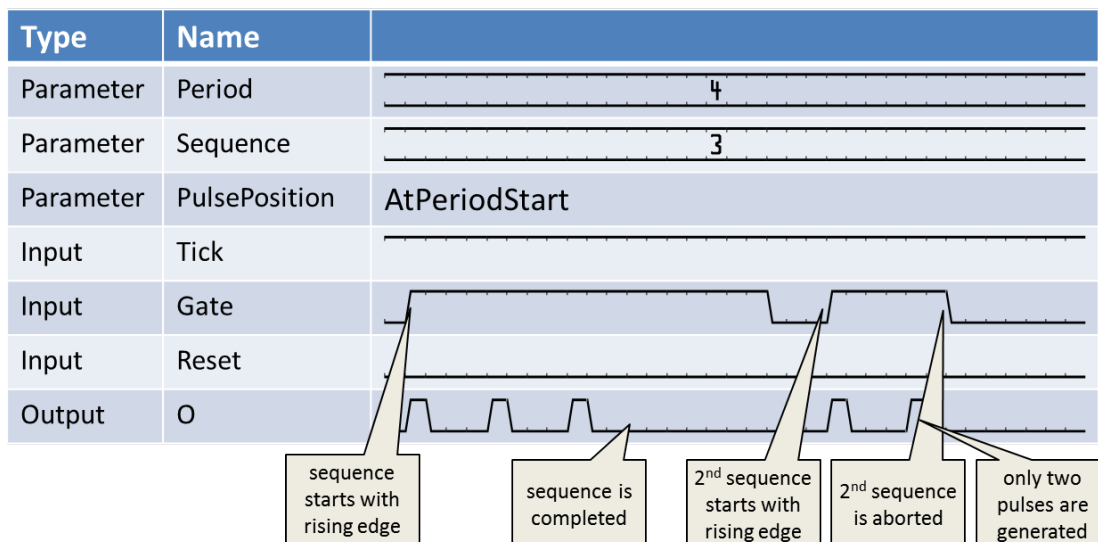 Type Name
Parameter Period 4
Parameter Sequence 3
Parameter PulsePosition AtPeriodStart
Input Tick
Input Gate
Input Reset
Output O
sequence
starts with
rising edge
sequence is
completed
2nd sequence
starts with
rising edge
2nd sequence
is aborted
only two
pulses are
generated